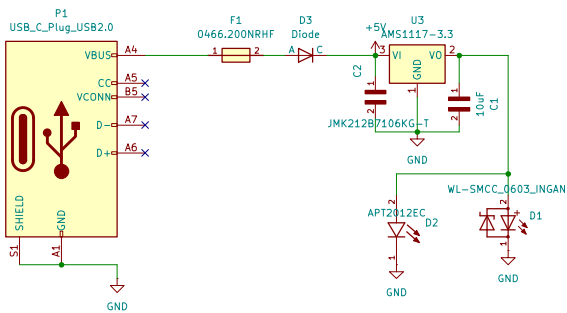 P1
USB_C_Plug_USB2.0
VBUS
A4
CC
A5
VCONN
B5
D-
A7
D+
A6
SHIELD
GND
S1
A1
GND
F1
0466.200NRHF
1
2
D3
Diode
A
C
+5V
U3
AMS1117-3.3
3
VI
VO
2
GND
1
C2
1
2
JMK212B7106KG-T
1
2
10uF
C1
GND
APT2012EC
2
D2
1
GND
WL-SMCC_0603_INGAN
2
D1
1
GND